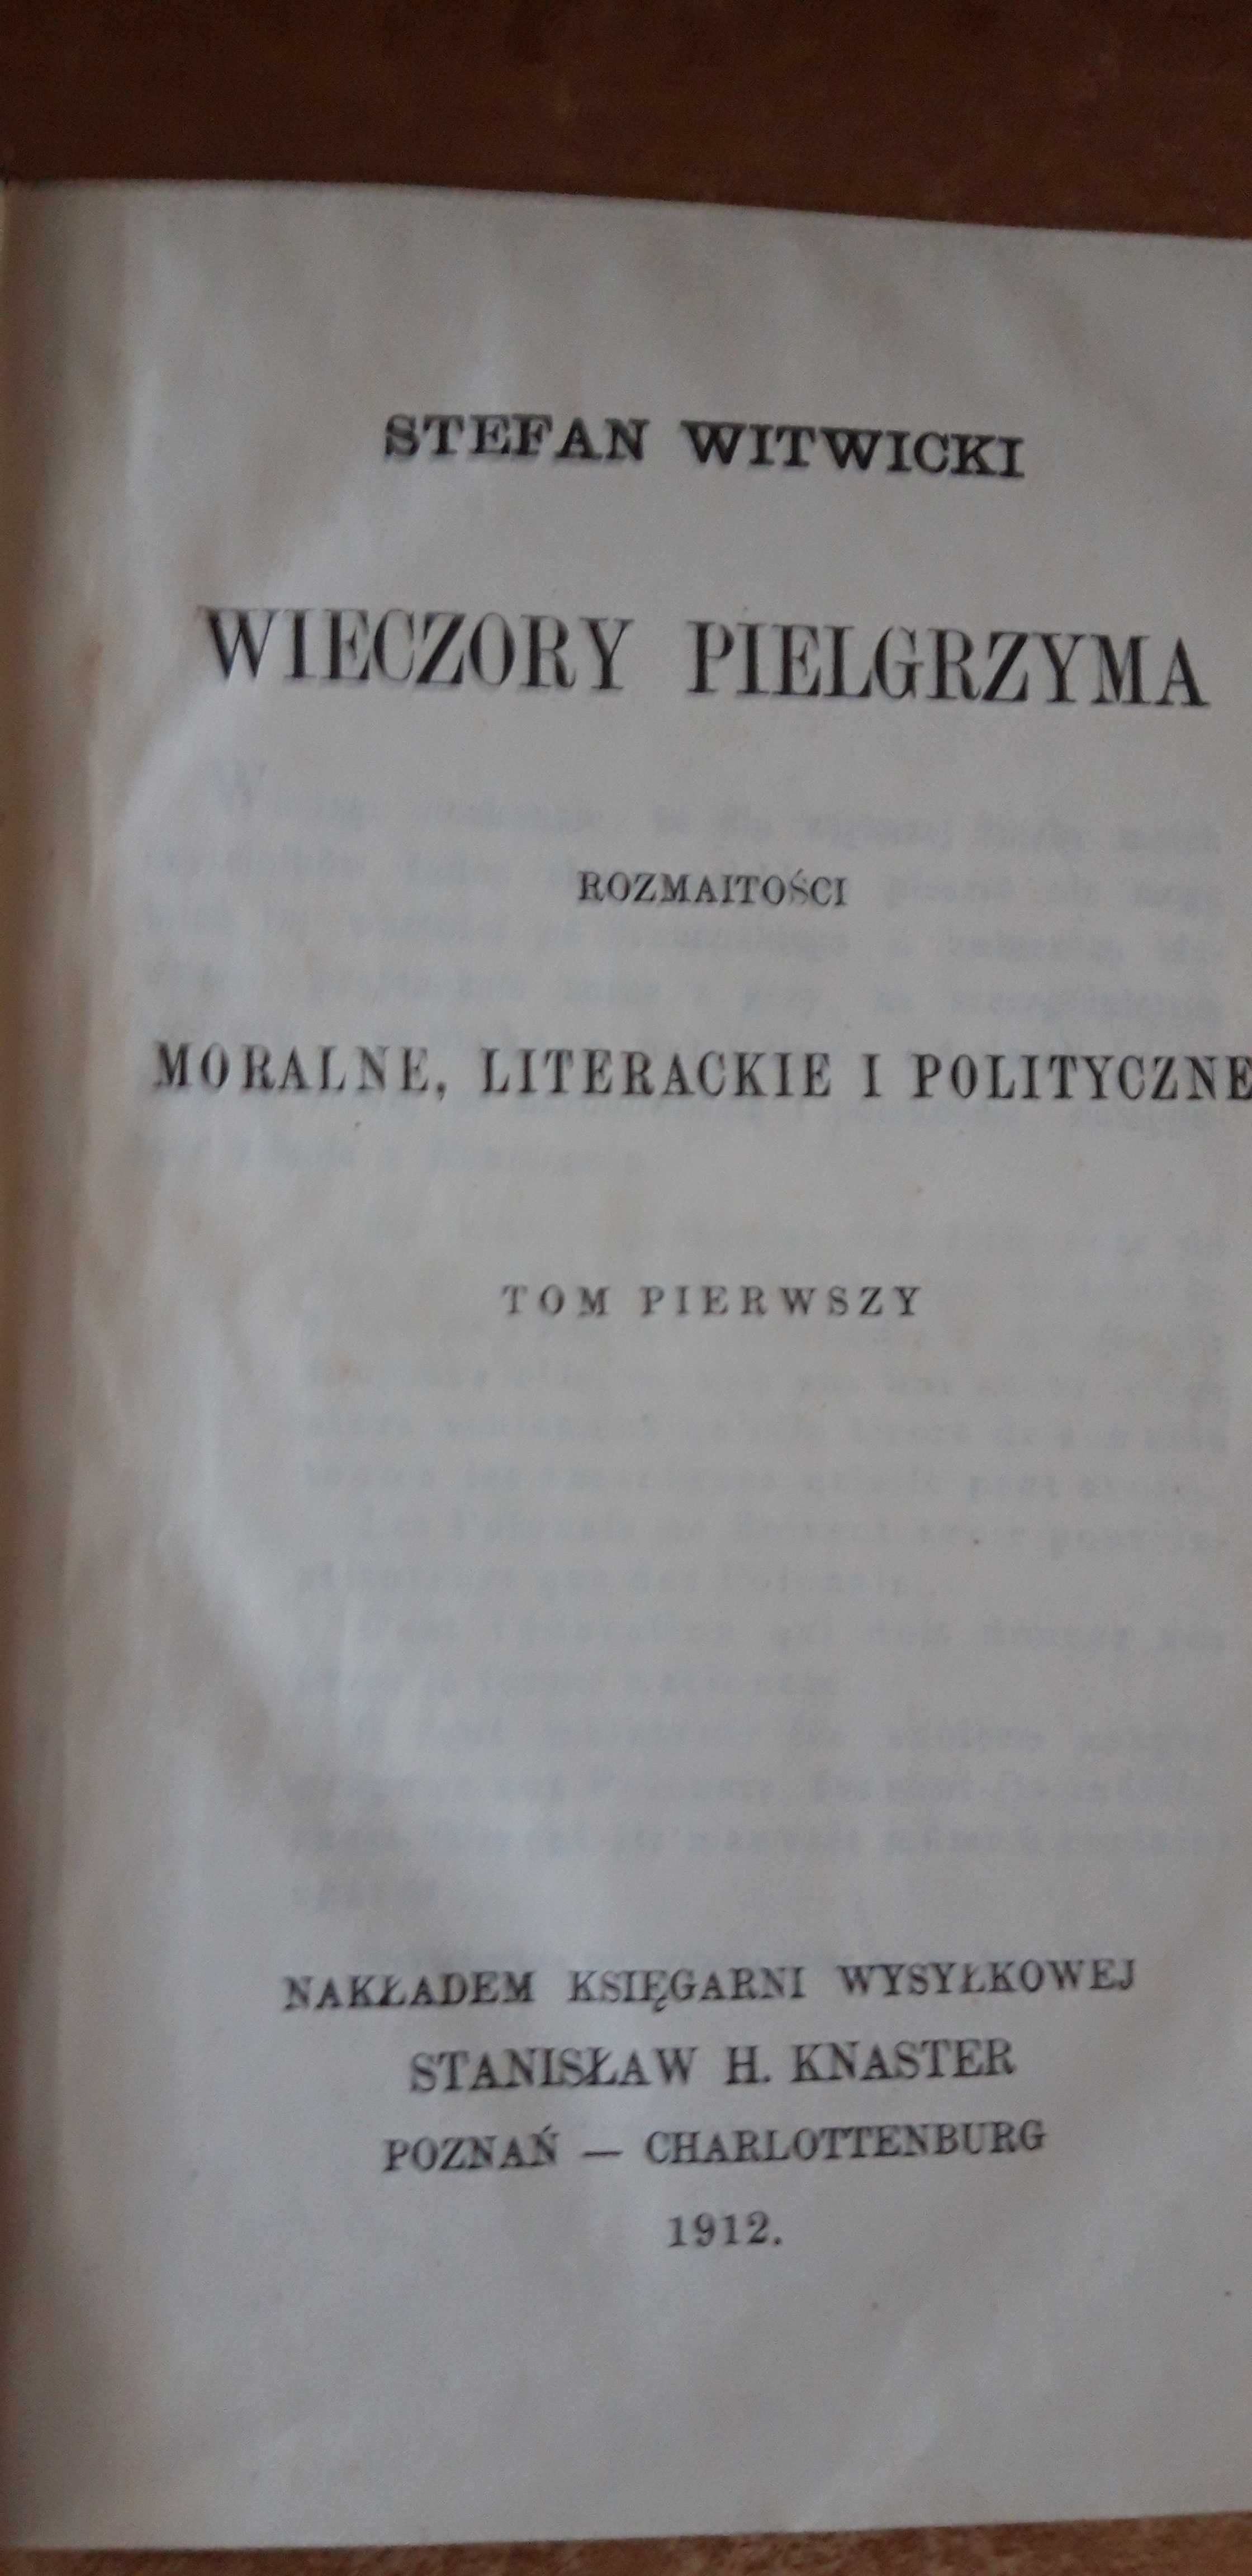 STEFAN WITWICKI
WIECZORY PIELGRZYMA
ROZMAITOŚCI
MORALNE, LITERACKIE I POLITYCZNE
TOM PIERWSZY
NAKŁADEM KSIĘGARNI WYSYŁKOWEJ
STANISŁAW H. KNASTER
POZNAŃ — CHARLOTTENBURG
1912.